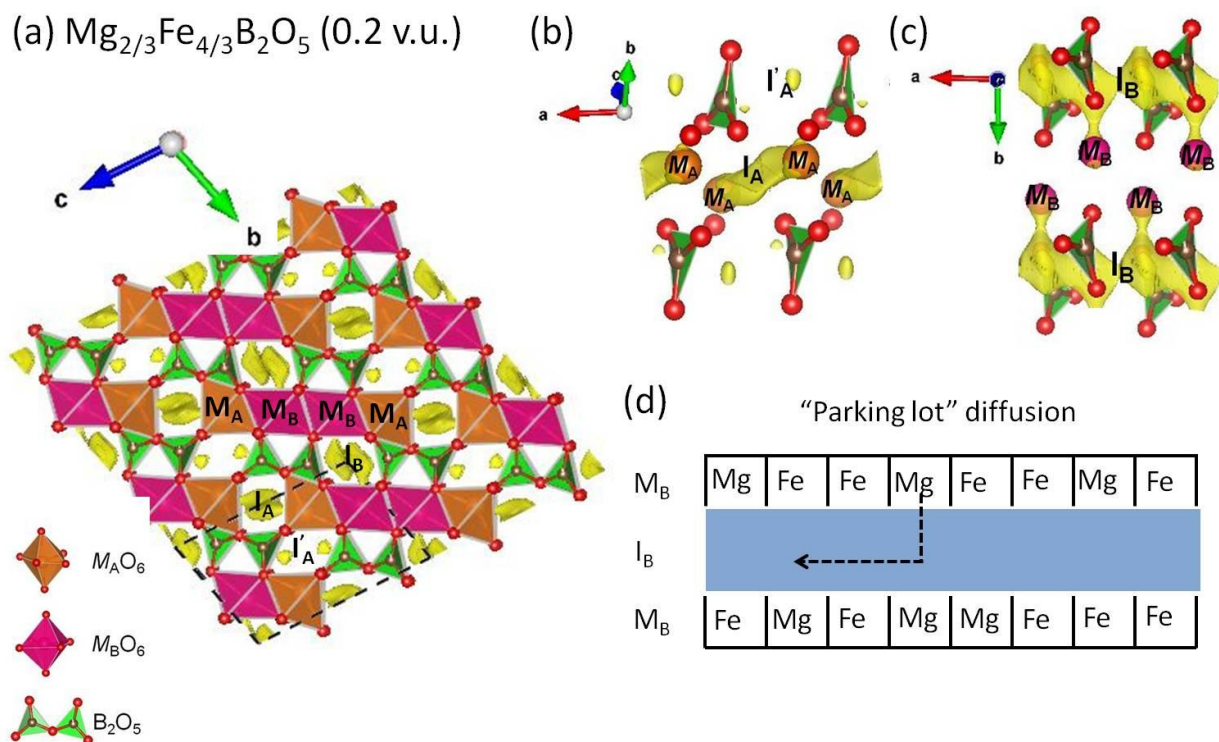 (a) Mg2/3Fe4/3B2O5 (0.2 v.u.)
c
b
MA MB MB MA
IB
IA
I'A
MAO6
MBO6
B2O5
(b)
b
c
a
I'A
MA IA MA
MA MA
(c)
a
b
IB IB
MB MB
MB MB
IB
(d)
"Parking lot" diffusion
MB Mg Fe Fe Mg Fe Fe Mg Fe
IB
MB Fe Mg Fe Mg Mg Fe Fe Fe